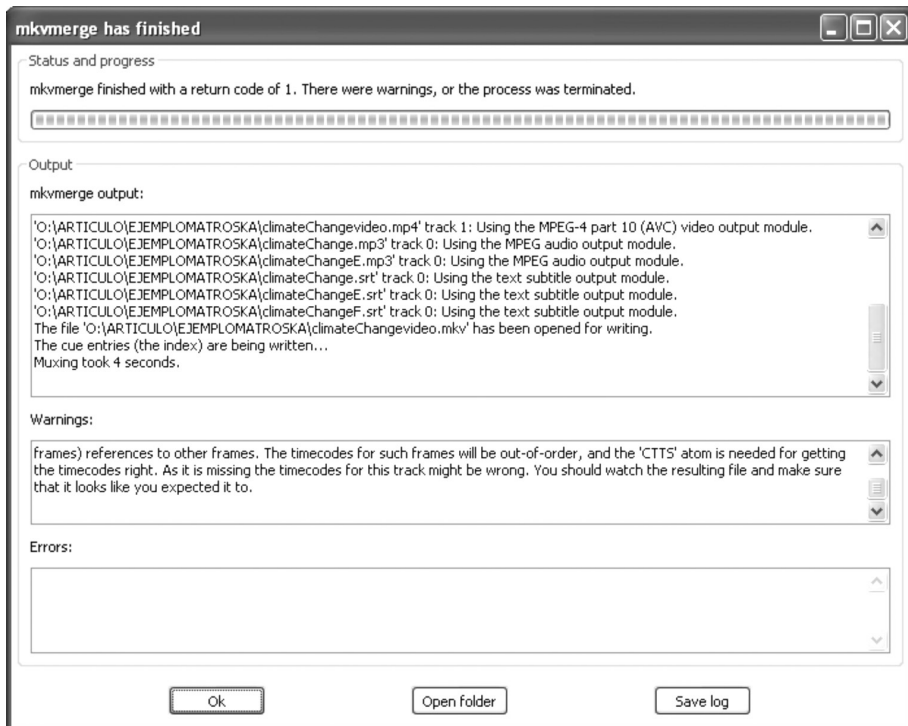 mkvmerge has finished
Status and progress
mkvmerge finished with a return code of 1. There were warnings, or the process was terminated.
Output
mkvmerge output:
'O:\ARTICULO\EJEMPLOMATROSKA\climateChangevideo.mp4' track 1: Using the MPEG-4 part 10 (AVC) video output module.
'O:\ARTICULO\EJEMPLOMATROSKA\climateChange.mp3' track 0: Using the MPEG audio output module.
'O:\ARTICULO\EJEMPLOMATROSKA\climateChangeE.mp3' track 0: Using the MPEG audio output module.
'O:\ARTICULO\EJEMPLOMATROSKA\climateChange.srt' track 0: Using the text subtitle output module.
'O:\ARTICULO\EJEMPLOMATROSKA\climateChangeE.srt' track 0: Using the text subtitle output module.
'O:\ARTICULO\EJEMPLOMATROSKA\climateChangeF.srt' track 0: Using the text subtitle output module.
The file 'O:\ARTICULO\EJEMPLOMATROSKA\climateChangevideo.mkv' has been opened for writing.
The cue entries (the index) are being written...
Muxing took 4 seconds.
Warnings:
frames) references to other frames. The timecodes for such frames will be out-of-order, and the 'CTTS' atom is needed for getting
the timecodes right. As it is missing the timecodes for this track might be wrong. You should watch the resulting file and make sure
that it looks like you expected it to.
Errors:
Ok
Open folder
Save log